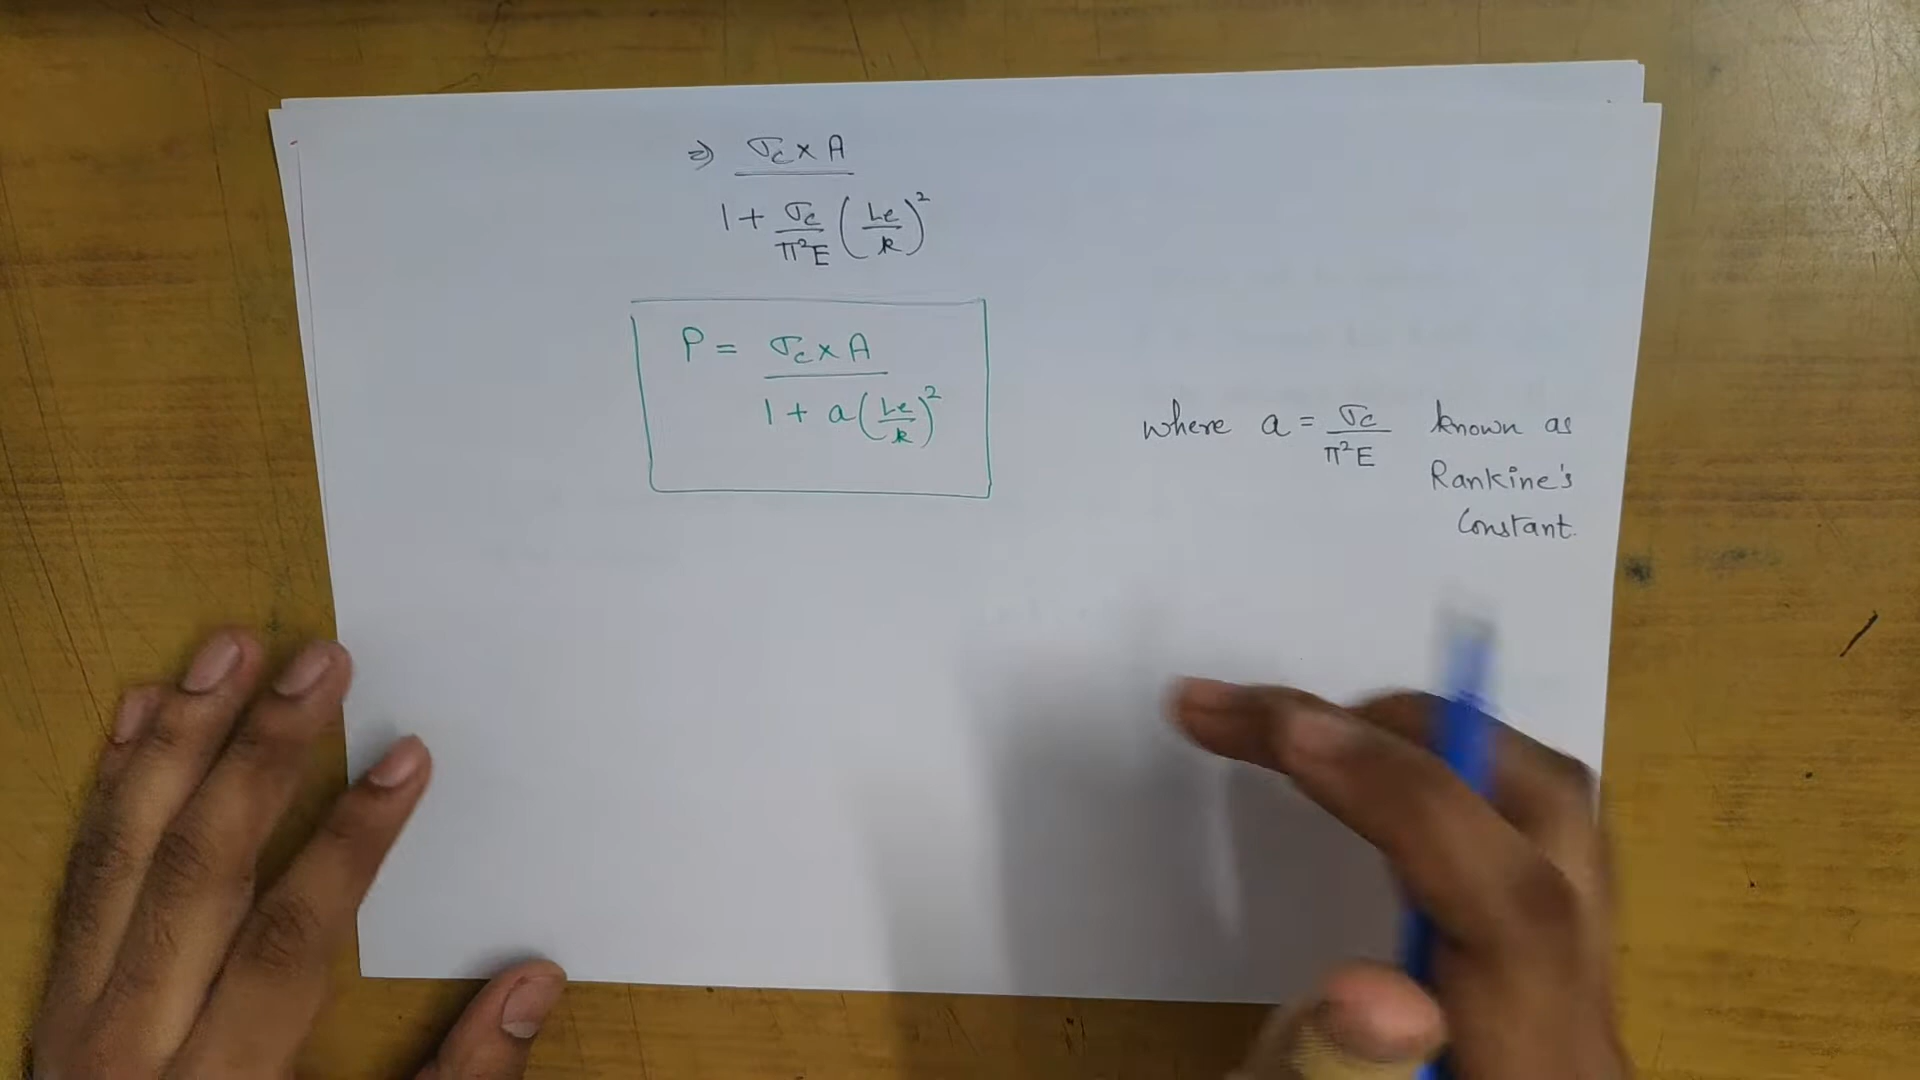 ⇒ σc × A
1 + σc/π²E (Le/k)²
P = σc × A
1 + a (Le/k)²
where a = σc/π²E known as
Rankine's
Constant.